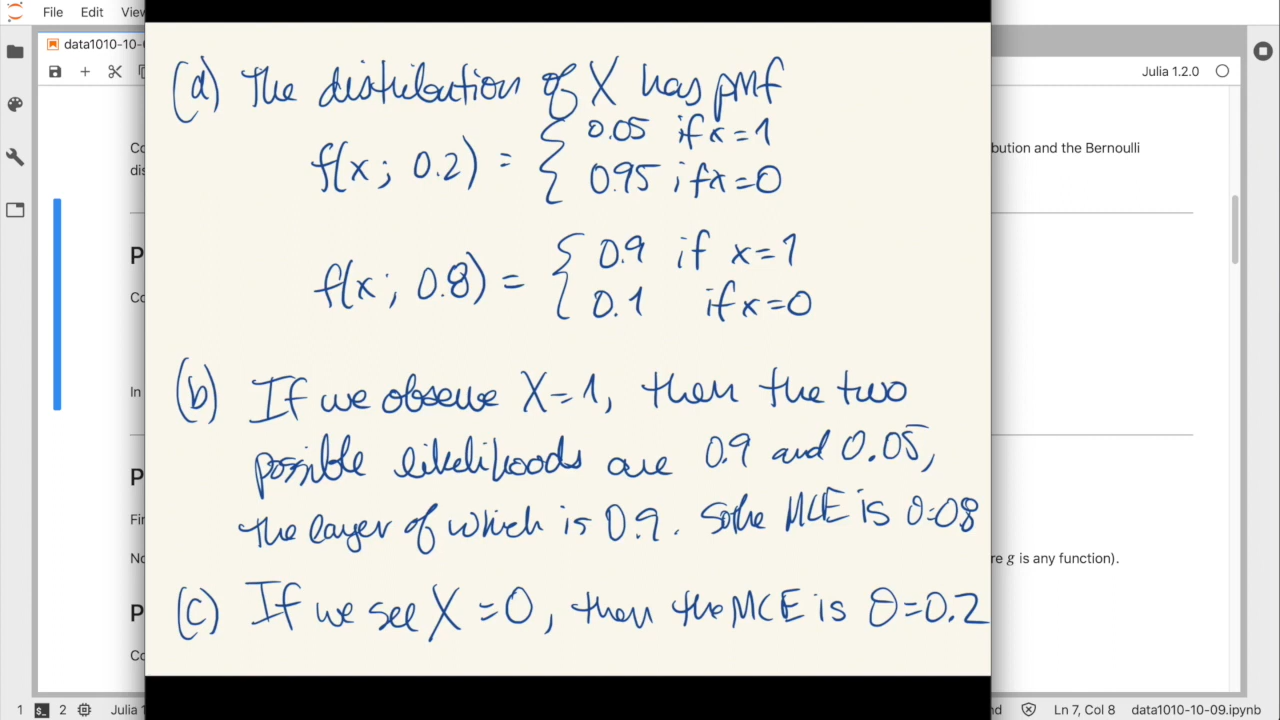 File Edit View
data1010-10-
Julia 1.2.0
(a) The distribution of X has pmf
f(x; 0.2) = { 0.05 if x=1
0.95 if x=0
f(x; 0.8) = { 0.9 if x=1
0.1 if x=0
(b) If we observe X=1, then the two
possible likelihoods are 0.9 and 0.05,
the larger of which is 0.9. So the MLE is θ=0.8
(c) If we see X=0, then the MLE is θ=0.2
Co
dis
bution and the Bernoulli
P
Co
In
P
Fin
No
re g is any function).
P
Co
1 2 Julia 1
nd Ln 7, Col 8 data1010-10-09.ipynb